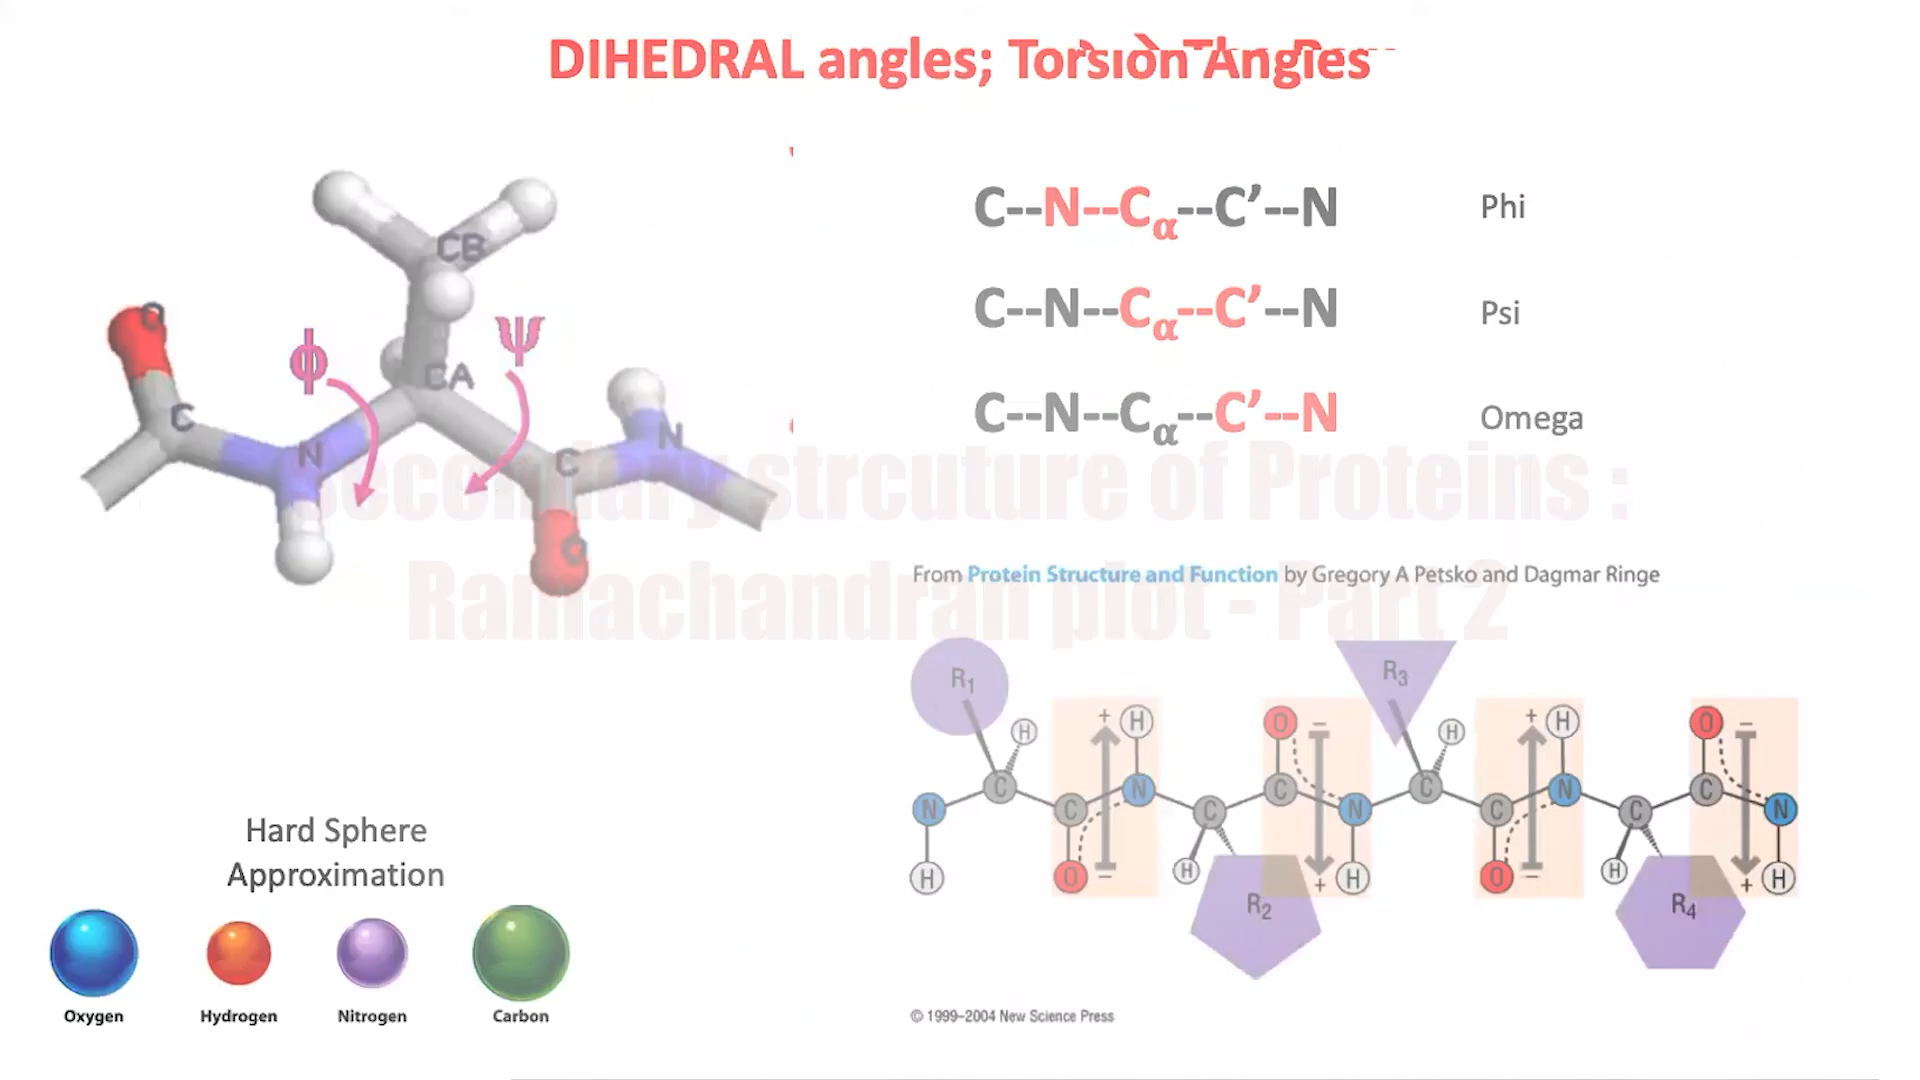 DIHEDRAL angles; Torsion Angles
C--N--Cα--C’--N Phi
C--N--Cα--C’--N Psi
C--N--Cα--C’--N Omega
O
C
N
CB
CA
C
O
N
ϕ
ψ
Secondary strcuture of Proteins :
Ramachandran plot - Part 2
From Protein Structure and Function by Gregory A Petsko and Dagmar Ringe
R1
R3
H + H O − H + H O −
N C C N C C N C C N C C N
H O − H + H O − H + H
R2
R4
Hard Sphere
Approximation
Oxygen Hydrogen Nitrogen Carbon
© 1999–2004 New Science Press